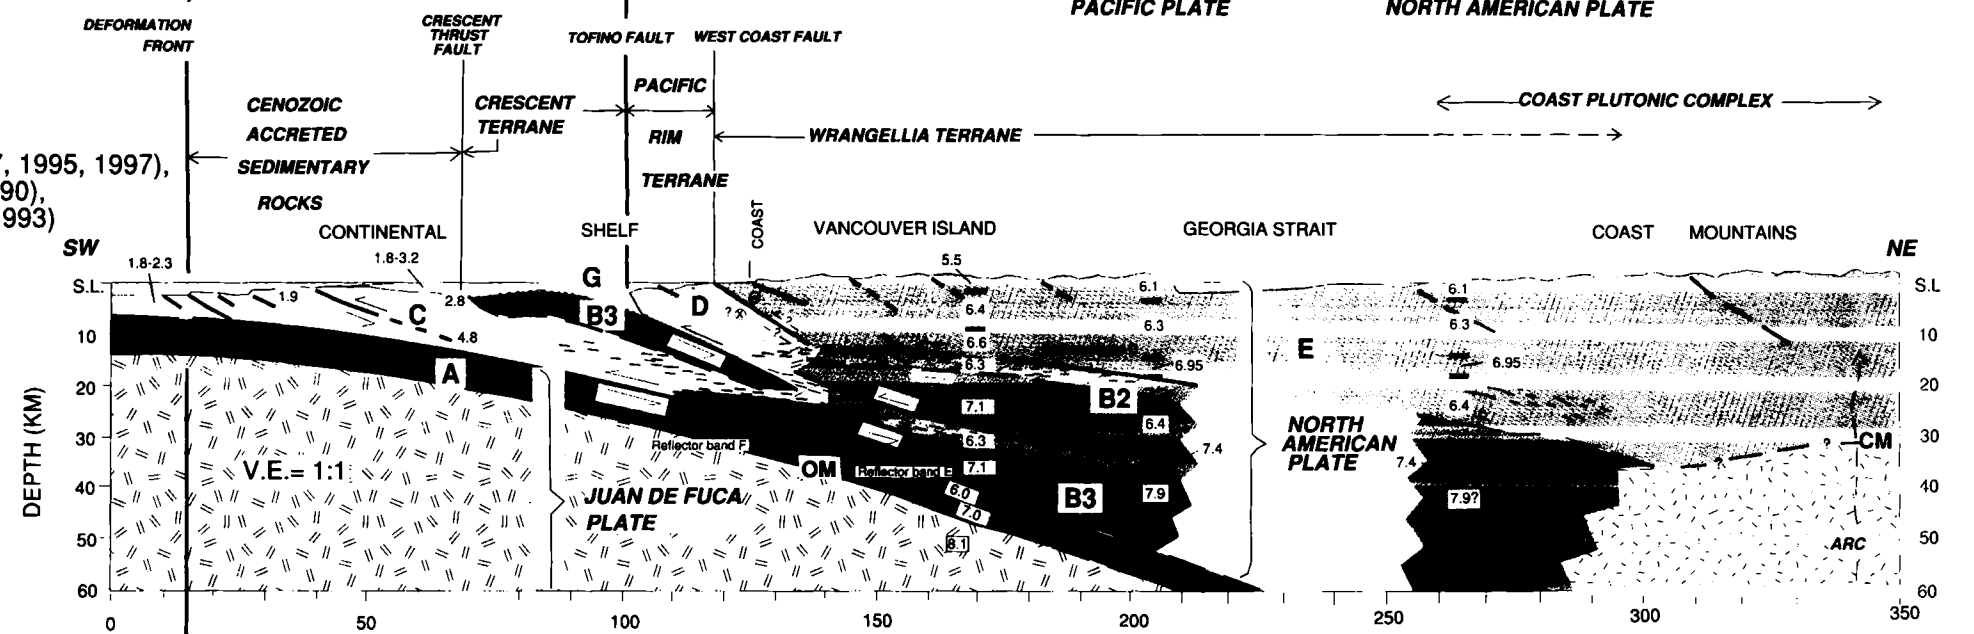 PACIFIC PLATE
NORTH AMERICAN PLATE
DEFORMATION
FRONT
CRESCENT
THRUST
FAULT
TOFINO FAULT
WEST COAST FAULT
PACIFIC
RIM
TERRANE
CENOZOIC
ACCRETED
SEDIMENTARY
ROCKS
CRESCENT
TERRANE
WRANGELLIA TERRANE
COAST PLUTONIC COMPLEX
, 1995, 1997),
90),
993)
CONTINENTAL
SHELF
COAST
VANCOUVER ISLAND
GEORGIA STRAIT
COAST MOUNTAINS
SW
NE
1.8-2.3
1.8-3.2
5.5
S.L.
G
6.1
6.1
S.L
1.9
2.8
C
B3
D
? 8
6.4
6.3
6.3
10
4.8
6.6
E
10
A
6.3
6.95
6.95
20
7.1
B2
6.4
20
6.4
30
Reflector band F
6.3
7.4
NORTH
AMERICAN
PLATE
7.4
?
?
CM
30
V.E.= 1:1
OM
Reflector band E
7.1
40
JUAN DE FUCA
PLATE
6.0
7.0
B3
7.9
7.9?
40
50
8.1
ARC
50
60
60
DEPTH (KM)
0
50
100
150
200
250
300
350